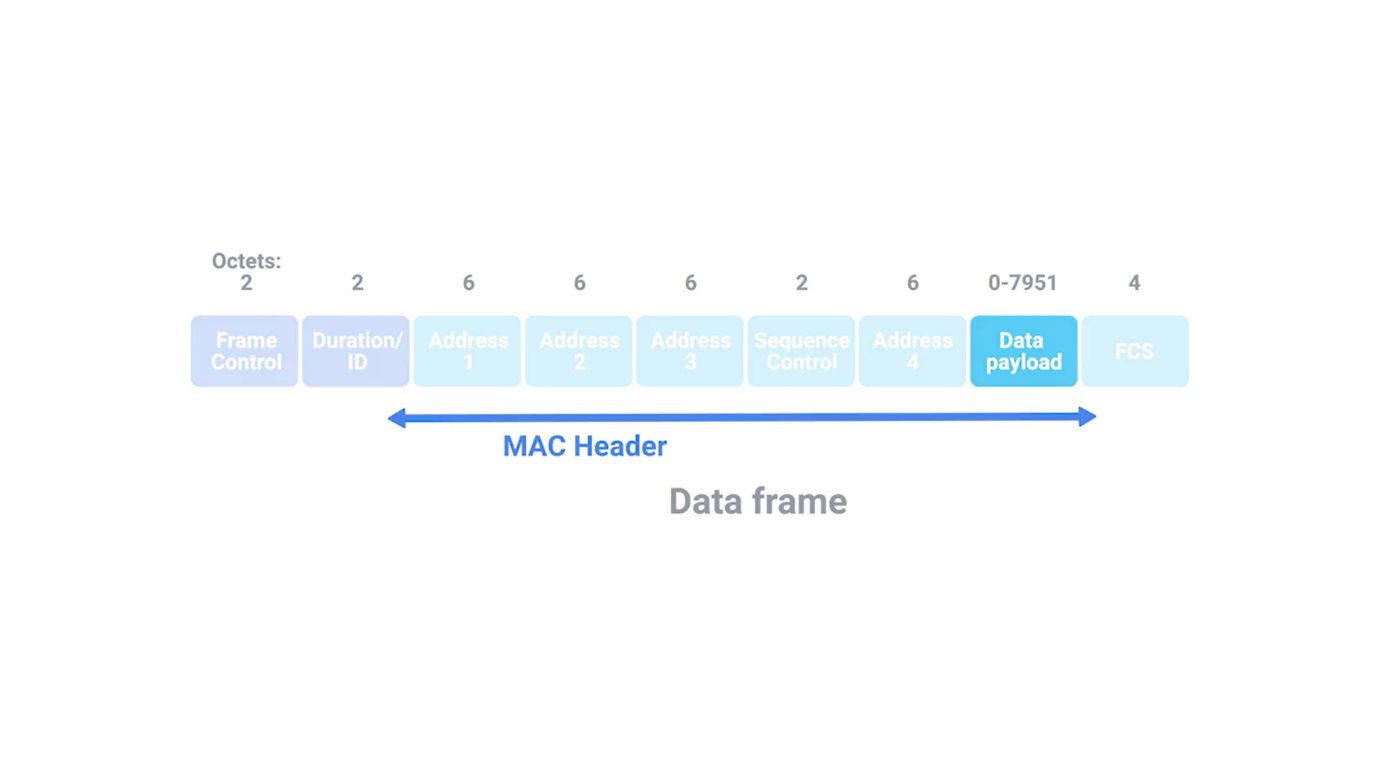 Octets:
2 2 6 6 6 2 6 0-7951 4
Frame Duration/ Address Address Address Sequence Address Data FCS
Control ID 1 2 3 Control 4 payload
MAC Header
Data frame